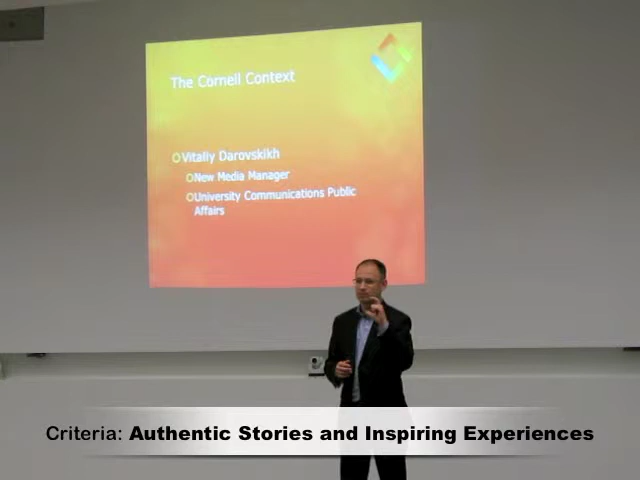 The Cornell Context
Vitaliy Darovskikh
New Media Manager
University Communications Public
Affairs
Criteria: Authentic Stories and Inspiring Experiences